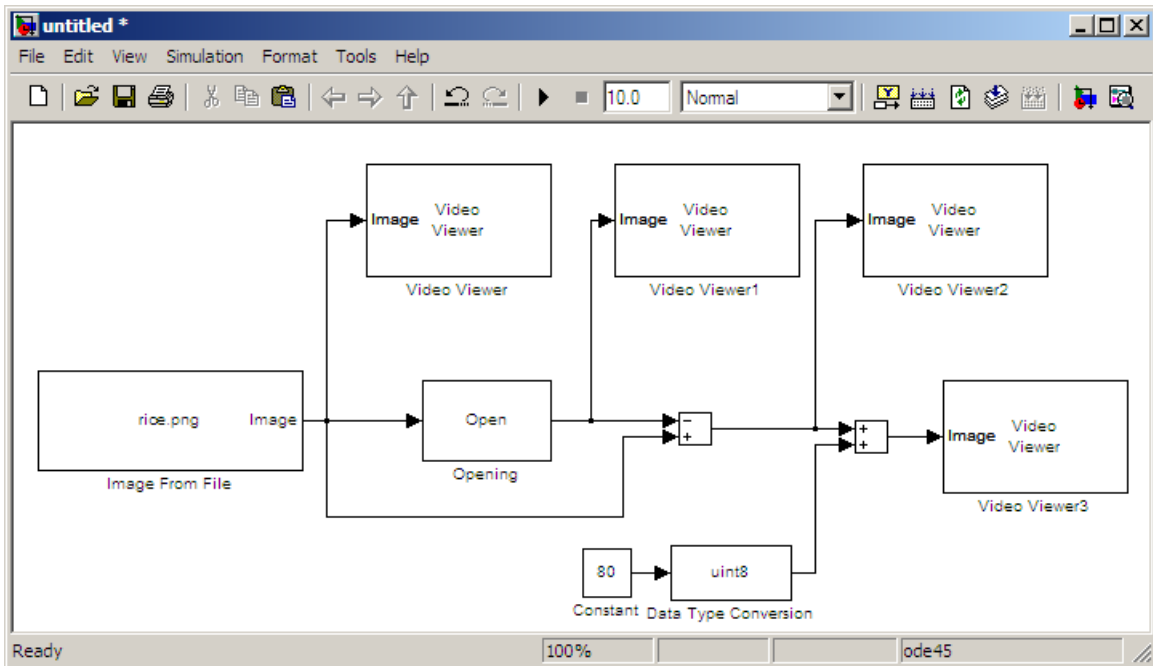 untitled *
File Edit View Simulation Format Tools Help
10.0 Normal
Image Video Viewer
Video Viewer
Image Video Viewer
Video Viewer1
Image Video Viewer
Video Viewer2
rice.png Image
Image From File
Open
Opening
−
+
+
+
Image Video Viewer
Video Viewer3
80
Constant
uint8
Data Type Conversion
Ready 100% ode45